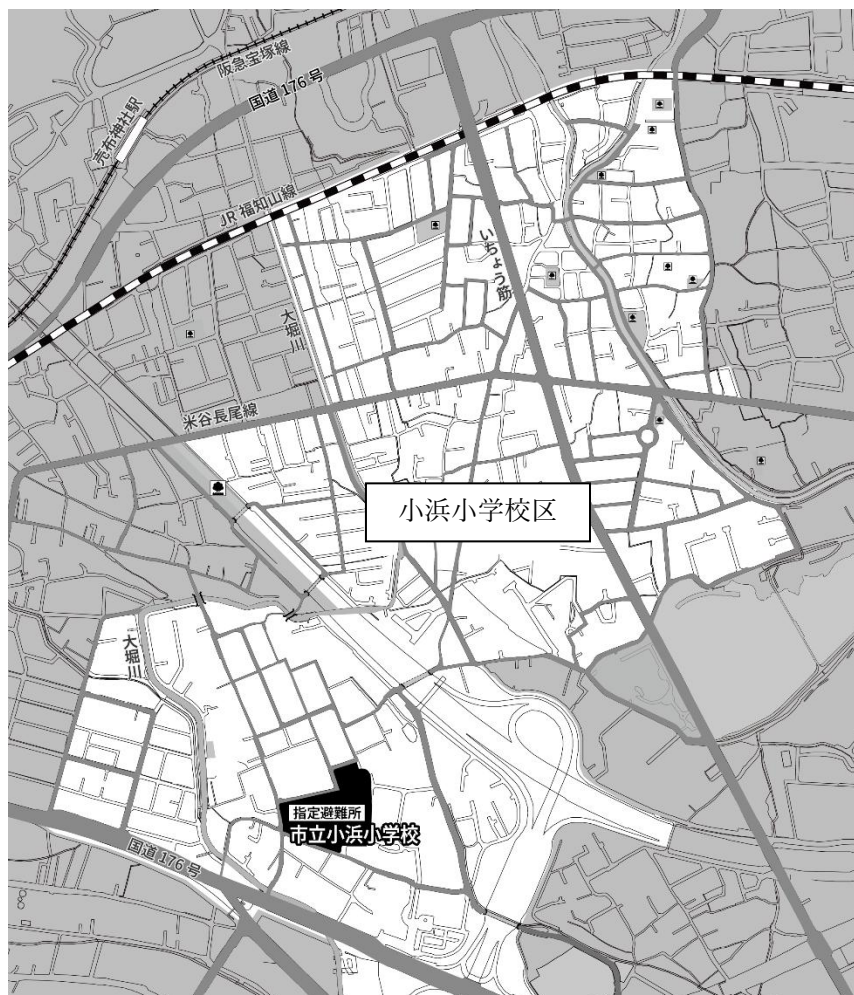 阪急宝塚線
国道176号
売布神社駅
JR福知山線
いちょう筋
大堀川
米谷長尾線
小浜小学校区
大堀川
指定避難所
市立小浜小学校
国道176号